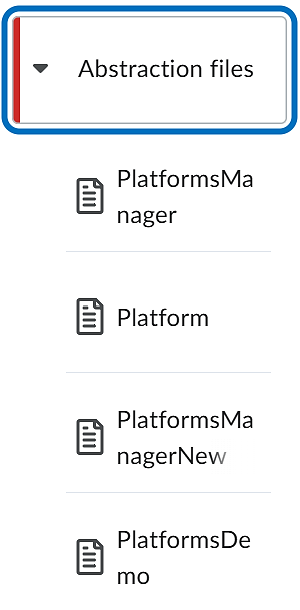 Abstraction files
PlatformsMa
nager
Platform
PlatformsMa
nagerNew
PlatformsDe
mo